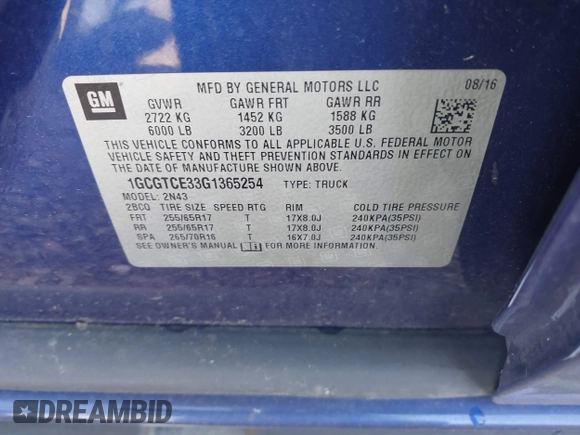 GM
MFD BY GENERAL MOTORS LLC 08/16
GVWR GAWR FRT GAWR RR
2722 KG 1452 KG 1588 KG
6000 LB 3200 LB 3500 LB
THIS VEHICLE CONFORMS TO ALL APPLICABLE U.S. FEDERAL MOTOR
VEHICLE SAFETY AND THEFT PREVENTION STANDARDS IN EFFECT ON
THE DATE OF MANUFACTURE SHOWN ABOVE.
1GCGTCE33G1365254 TYPE: TRUCK
MODEL: 2N43
2BCQ TIRE SIZE SPEED RTG RIM COLD TIRE PRESSURE
FRT 255/65R17 T 17X8.0J 240KPA(35PSI)
RR 255/65R17 T 17X8.0J 240KPA(35PSI)
SPA 265/70R16 T 16X7.0J 240KPA(35PSI)
SEE OWNER'S MANUAL FOR MORE INFORMATION.
DREAMBID